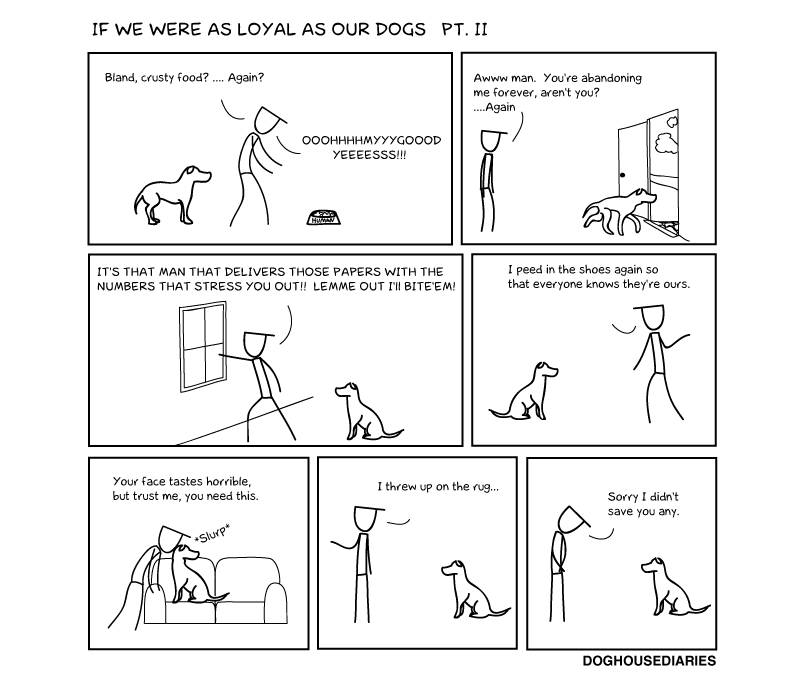 IF WE WERE AS LOYAL AS OUR DOGS PT. II
Bland, crusty food? .... Again?
OOOHHHHMYYYGOOOD
YEEEESSS!!!
HUMAN
Awww man. You're abandoning
me forever, aren't you?
....Again
IT'S THAT MAN THAT DELIVERS THOSE PAPERS WITH THE
NUMBERS THAT STRESS YOU OUT!! LEMME OUT I'll BITE'EM!
I peed in the shoes again so
that everyone knows they're ours.
Your face tastes horrible,
but trust me, you need this.
*Slurp*
I threw up on the rug...
Sorry I didn't
save you any.
DOGHOUSEDIARIES